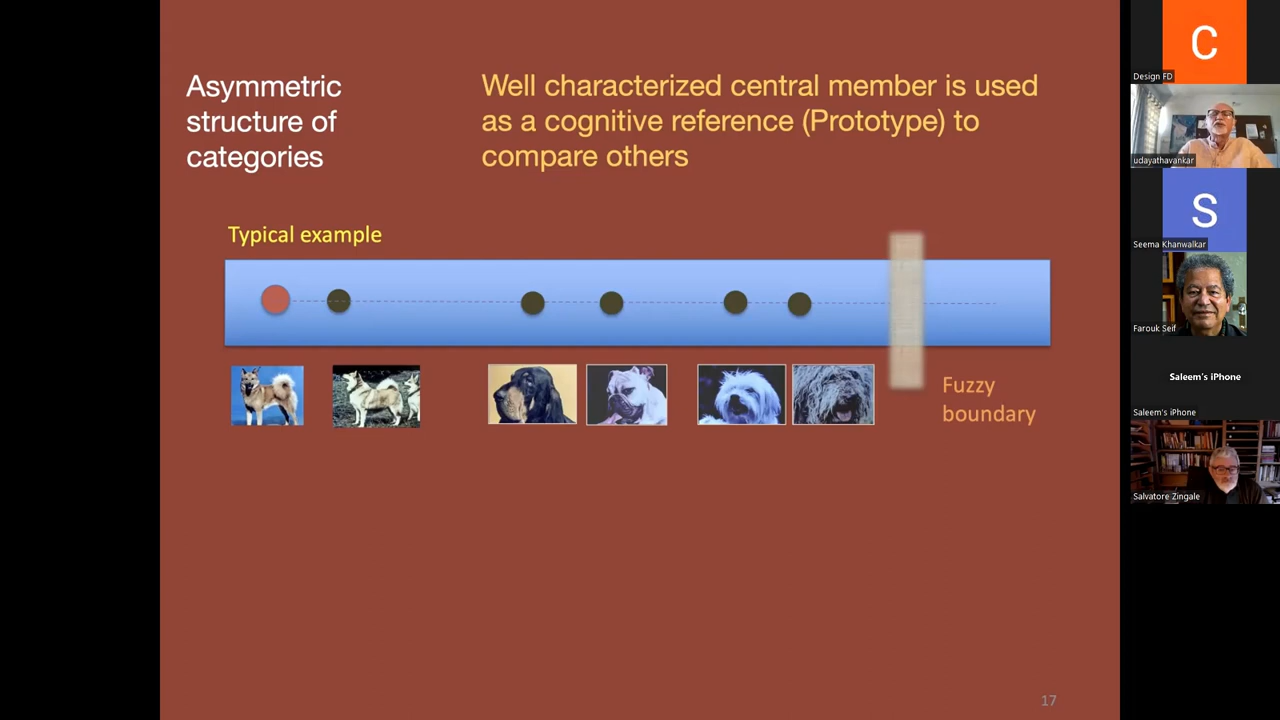 Asymmetric
structure of
categories
Well characterized central member is used
as a cognitive reference (Prototype) to
compare others
Typical example
Fuzzy
boundary
17
C
Design FD
udayathavankar
S
Seema Khanwalkar
Farouk Seif
Saleem's iPhone
Saleem's iPhone
Salvatore Zingale